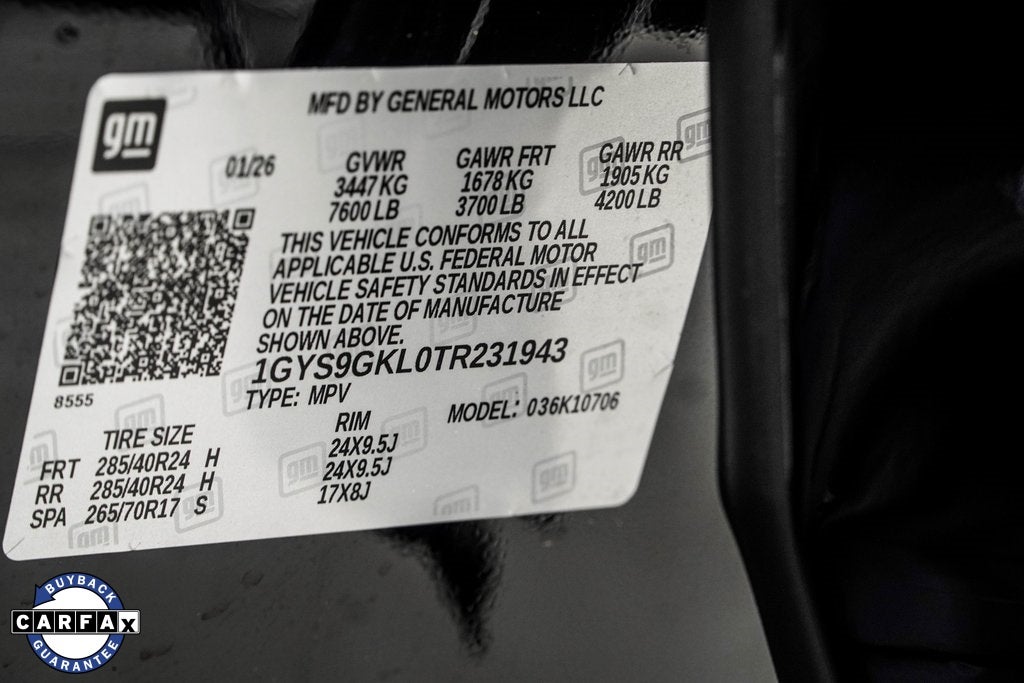 gm
MFD BY GENERAL MOTORS LLC
01/26 GVWR GAWR FRT GAWR RR
3447 KG 1678 KG 1905 KG
7600 LB 3700 LB 4200 LB
THIS VEHICLE CONFORMS TO ALL
APPLICABLE U.S. FEDERAL MOTOR
VEHICLE SAFETY STANDARDS IN EFFECT
ON THE DATE OF MANUFACTURE
SHOWN ABOVE.
1GYS9GKL0TR231943
8555
TYPE: MPV
MODEL: 036K10706
TIRE SIZE RIM
FRT 285/40R24 H 24X9.5J
RR 285/40R24 H 24X9.5J
SPA 265/70R17 S 17X8J
BUYBACK
CARFAX
GUARANTEE